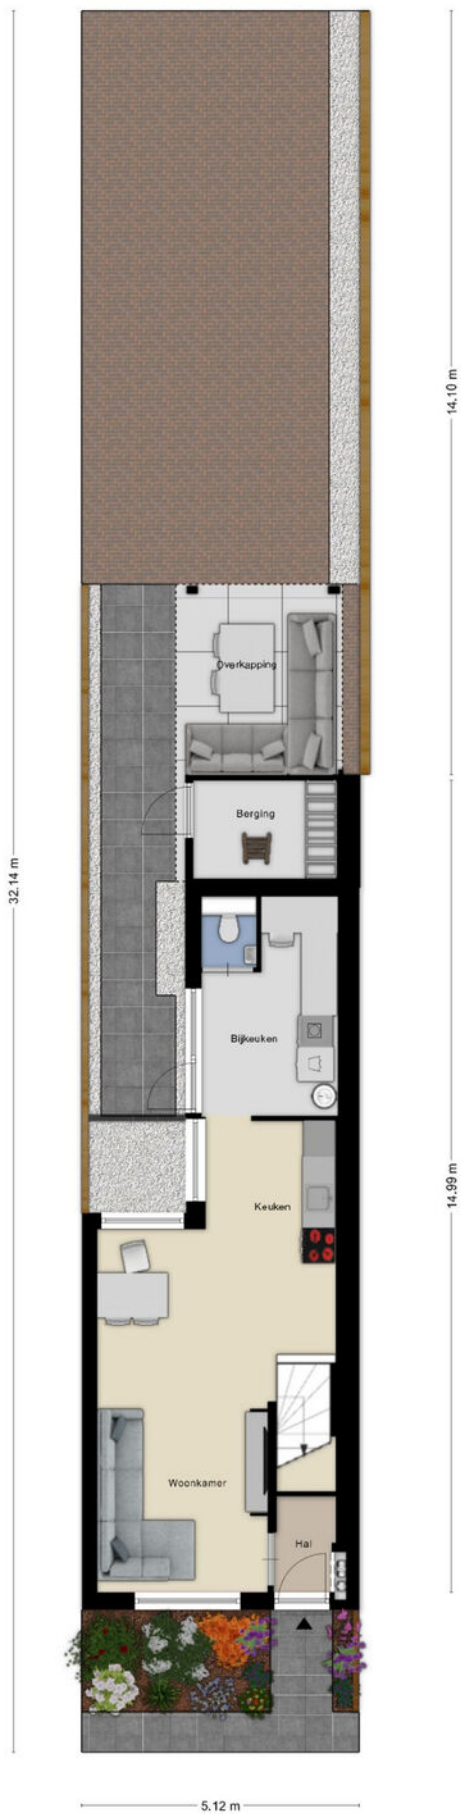 14.10 m
Overkapping
Berging
32.14 m
Bijkeuken
14.99 m
Keuken
Woonkamer
Hal
5.12 m